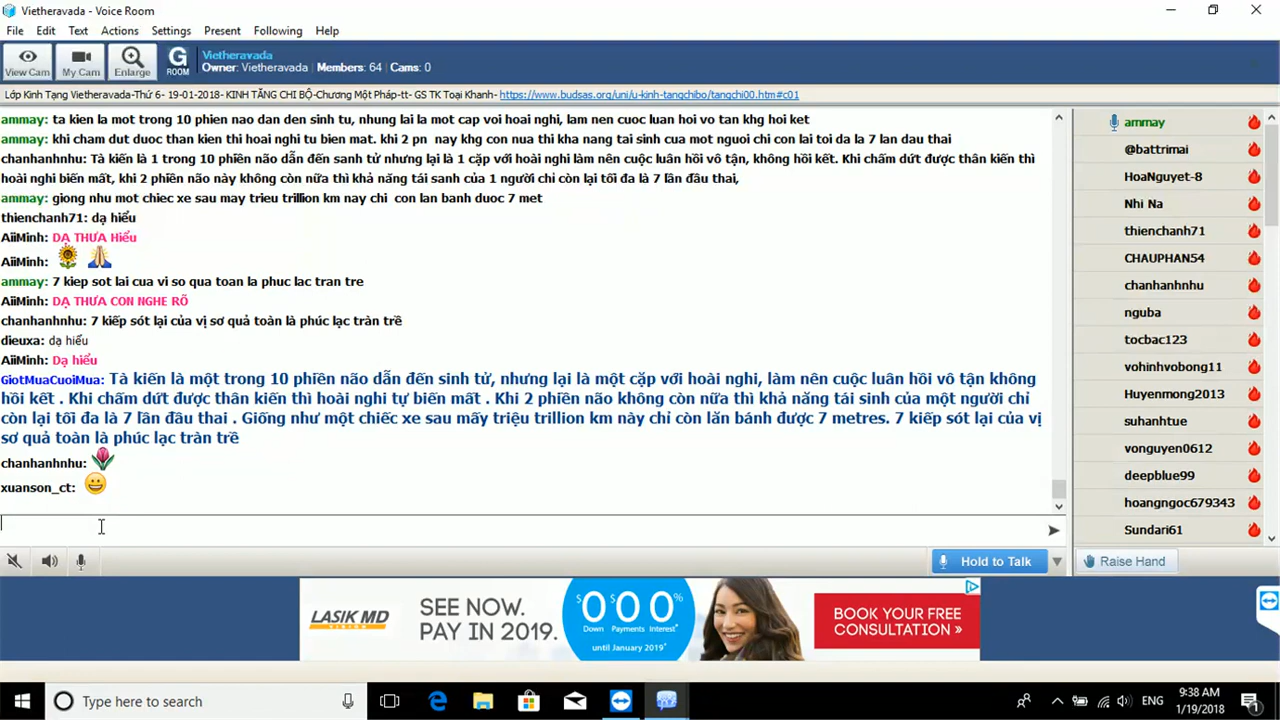 Vietheravada - Voice Room
File Edit Text Actions Settings Present Following Help
View Cam My Cam Enlarge G ROOM
Vietheravada
Owner: Vietheravada | Members: 64 | Cams: 0
Lớp Kinh Tạng Vietheravada-Thứ 6- 19-01-2018- KINH TĂNG CHI BỘ-Chương Một Pháp-tt- GS TK Toại Khanh- https://www.budsas.org/uni/u-kinh-tangchibo/tangchi00.htm#c01
ammay: ta kien la mot trong 10 phien nao dan den sinh tu, nhung lai la mot cap voi hoai nghi, lam nen cuoc luan hoi vo tan khg hoi ket
ammay: khi cham dut duoc than kien thi hoai nghi tu bien mat. khi 2 pn nay khg con nua thi kha nang tai sinh cua mot nguoi chi con lai toi da la 7 lan dau thai
chanhanhnhu: Tà kiến là 1 trong 10 phiền não dẫn đến sanh tử nhưng lại là 1 cặp với hoài nghi làm nên cuộc luân hồi vô tận, không hồi kết. Khi chấm dứt được thân kiến thì
hoài nghi biến mất, khi 2 phiền não này không còn nữa thì khả năng tái sanh của 1 người chỉ còn lại tối đa là 7 lần đầu thai,
ammay: giong nhu mot chiec xe sau may trieu trillion km nay chi con lan banh duoc 7 met
thienchanh71: dạ hiểu
AiiMinh: DẠ THƯA Hiểu
AiiMinh:
ammay: 7 kiep sot lai cua vi so qua toan la phuc lac tran tre
AiiMinh: DẠ THƯA CON NGHE RÕ
chanhanhnhu: 7 kiếp sót lại của vị sơ quả toàn là phúc lạc tràn trề
dieuxa: dạ hiểu
AiiMinh: Dạ hiểu
GiotMuaCuoiMua: Tà kiến là một trong 10 phiền não dẫn đến sinh tử, nhưng lại là một cặp với hoài nghi, làm nên cuộc luân hồi vô tận không
hồi kết . Khi chấm dứt được thân kiến thì hoài nghi tự biến mất . Khi 2 phiền não không còn nữa thì khả năng tái sinh của một người chỉ
còn lại tối đa là 7 lần đầu thai . Giống như một chiếc xe sau mấy triệu trillion km này chỉ còn lăn bánh được 7 metres. 7 kiếp sót lại của vị
sơ quả toàn là phúc lạc tràn trề
chanhanhnhu:
xuanson_ct:
ammay
@battrimai
HoaNguyet-8
Nhi Na
thienchanh71
CHAUPHAN54
chanhanhnhu
nguba
tocbac123
vohinhvobong11
Huyenmong2013
suhanhtue
vonguyen0612
deepblue99
hoangngoc679343
Sundari61
Hold to Talk
Raise Hand
LASIK MD
VISION
SEE NOW.
PAY IN 2019.
$0 0 0%
Down Payments Interest*
until January 2019*
BOOK YOUR FREE
CONSULTATION »
Type here to search
ENG
9:38 AM
1/19/2018
1